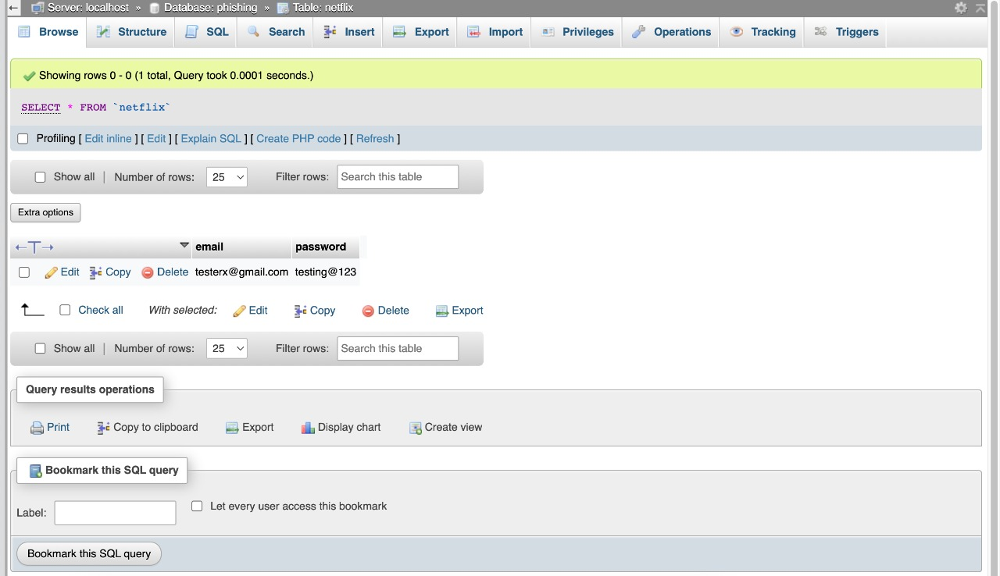 Server: localhost » Database: phishing » Table: netflix
Browse Structure SQL Search Insert Export Import Privileges Operations Tracking Triggers
Showing rows 0 - 0 (1 total, Query took 0.0001 seconds.)
SELECT * FROM `netflix`
Profiling [ Edit inline ] [ Edit ] [ Explain SQL ] [ Create PHP code ] [ Refresh ]
Show all | Number of rows: 25 Filter rows: Search this table
Extra options
email password
Edit Copy Delete testerx@gmail.com testing@123
Check all With selected: Edit Copy Delete Export
Show all | Number of rows: 25 Filter rows: Search this table
Query results operations
Print Copy to clipboard Export Display chart Create view
Bookmark this SQL query
Label: Let every user access this bookmark
Bookmark this SQL query